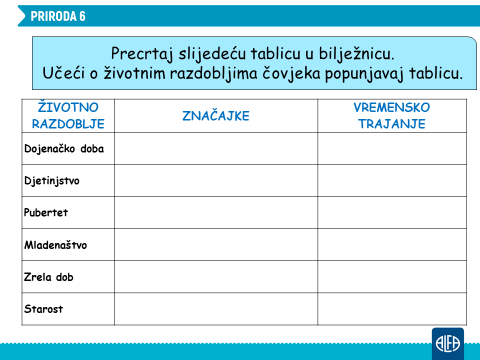 PRIRODA 6
Precrtaj slijedeću tablicu u bilježnicu.
Učeći o životnim razdobljima čovjeka popunjavaj tablicu.
ŽIVOTNO RAZDOBLJE
ZNAČAJKE
VREMENSKO TRAJANJE
Dojenačko doba
Djetinjstvo
Pubertet
Mladenaštvo
Zrela dob
Starost
ALFA